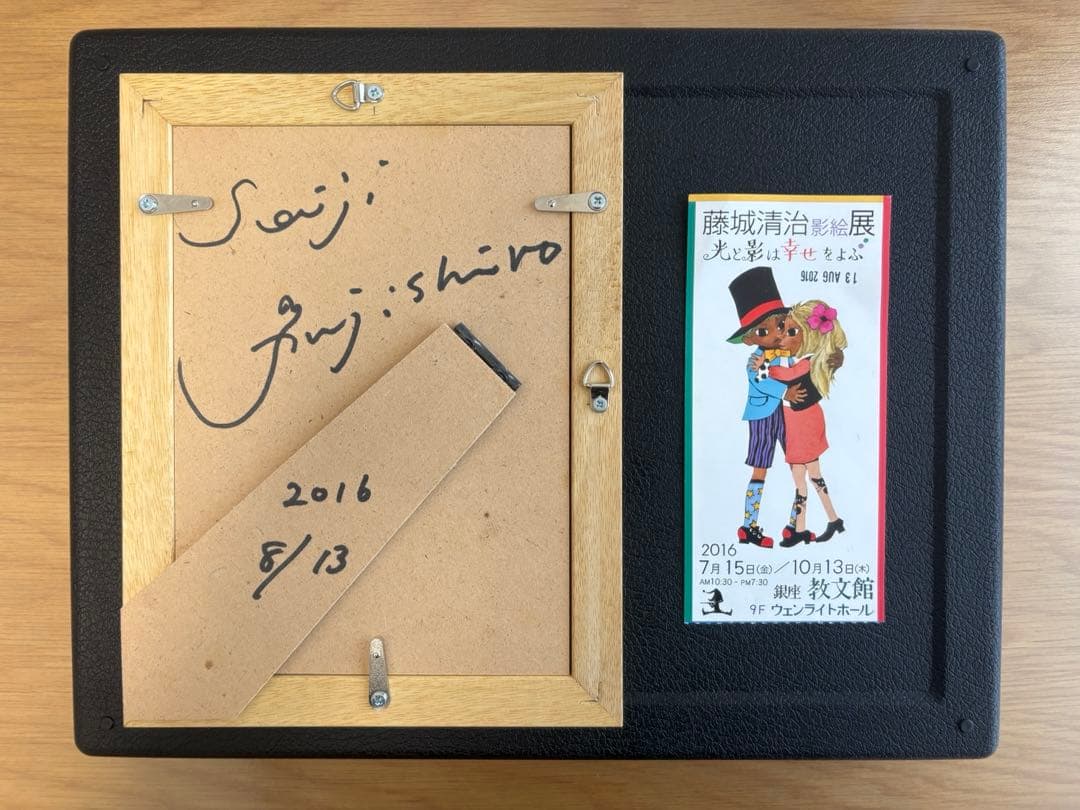 Seiji
Fujishiro
2016
8/13
藤城清治影絵展
光と影は幸せをよぶ
13 AUG 2016
2016
7月15日(金)／10月13日(木)
AM10:30 - PM7:30
銀座 教文館
9F ウェンライトホール